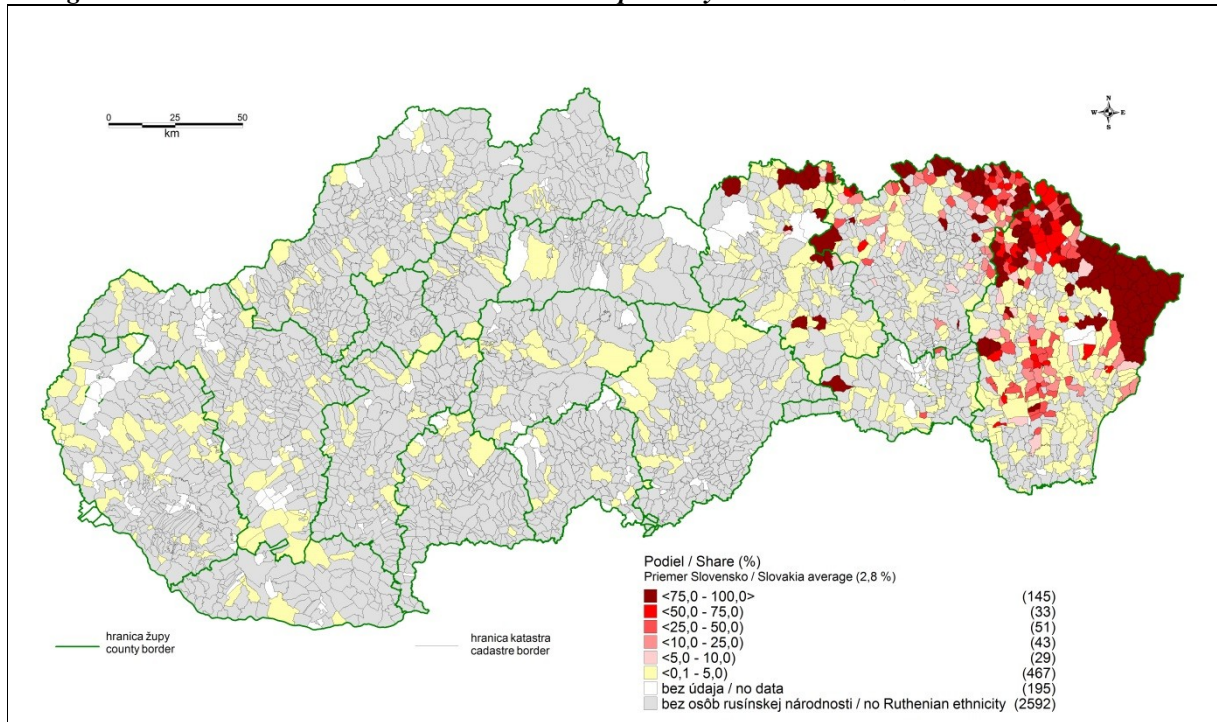 0 25 50
km
N
W E
S
Podiel / Share (%)
Priemer Slovensko / Slovakia average (2,8 %)
<75,0 - 100,0> (145)
<50,0 - 75,0) (33)
<25,0 - 50,0) (51)
<10,0 - 25,0) (43)
<5,0 - 10,0) (29)
<0,1 - 5,0) (467)
bez údaja / no data (195)
bez osôb rusínskej národnosti / no Ruthenian ethnicity (2592)
hranica župy
county border
hranica katastra
cadastre border